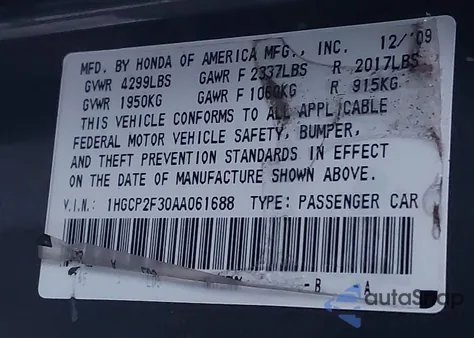 MFD. BY HONDA OF AMERICA MFG., INC. 12/'09
GVWR 4299LBS GAWR F 2337LBS R 2017LBS
GVWR 1950KG GAWR F 1060KG R 915KG
THIS VEHICLE CONFORMS TO ALL APPLICABLE
FEDERAL MOTOR VEHICLE SAFETY, BUMPER,
AND THEFT PREVENTION STANDARDS IN EFFECT
ON THE DATE OF MANUFACTURE SHOWN ABOVE.
V.I.N.: 1HGCP2F30AA061688 TYPE: PASSENGER CAR
-B A
autoSnap